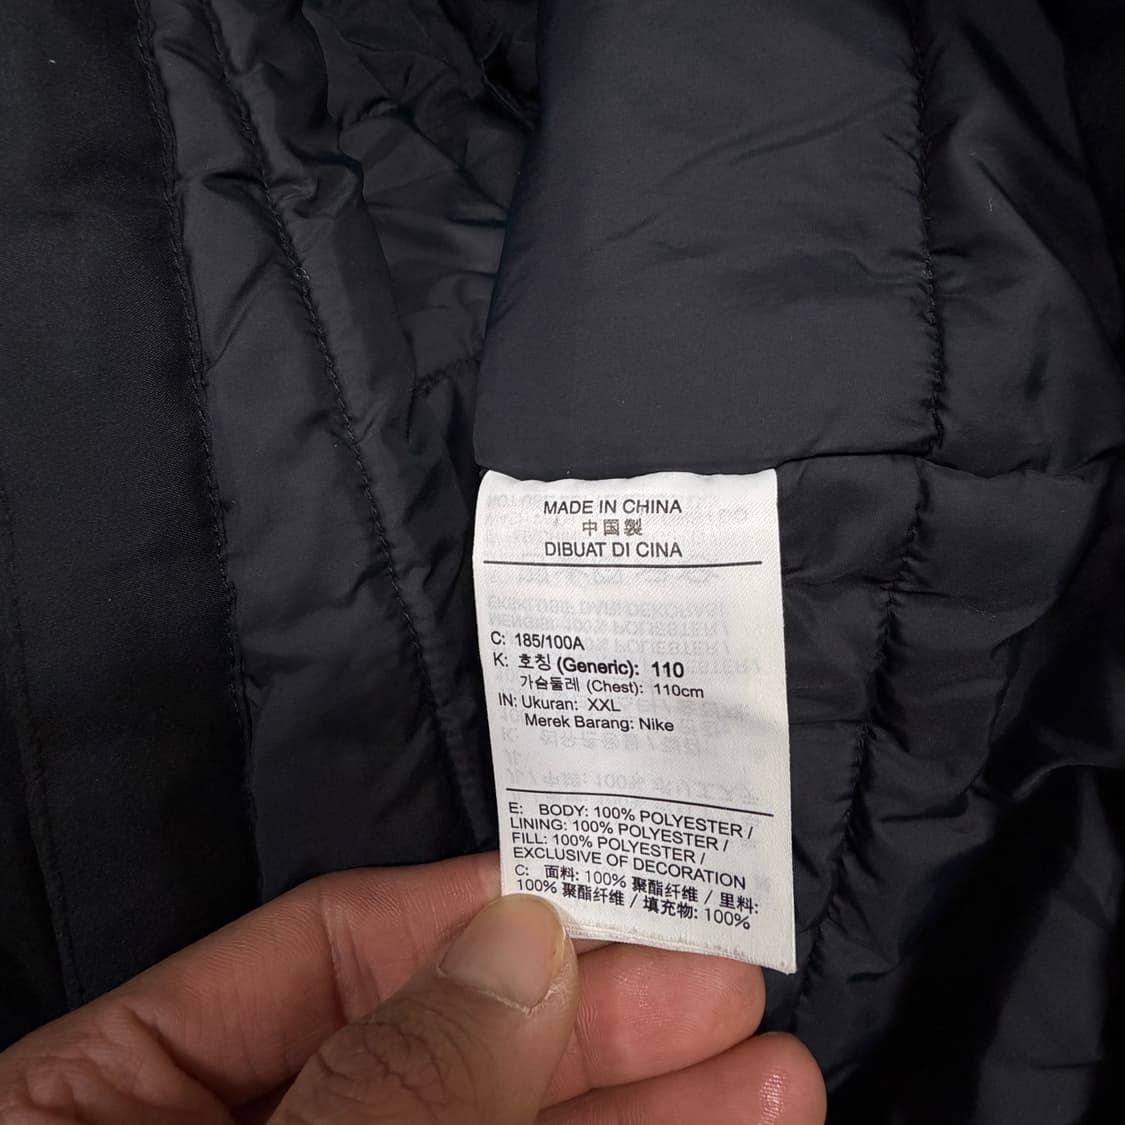 MADE IN CHINA
中国製
DIBUAT DI CINA
C: 185/100A
K: 호칭 (Generic): 110
가슴둘레 (Chest): 110cm
IN: Ukuran: XXL
Merek Barang: Nike
E: BODY: 100% POLYESTER /
LINING: 100% POLYESTER /
FILL: 100% POLYESTER /
EXCLUSIVE OF DECORATION
C: 面料: 100% 聚酯纤维 / 里料:
100% 聚酯纤维 / 填充物: 100%